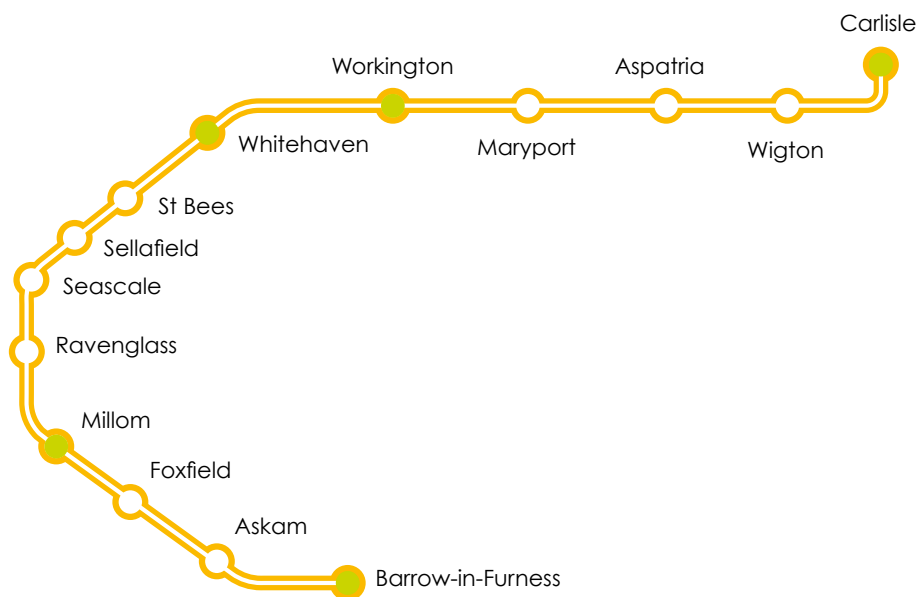 Carlisle
Workington
Aspatria
Whitehaven
Maryport
Wigton
St Bees
Sellafield
Seascale
Ravenglass
Millom
Foxfield
Askam
Barrow-in-Furness